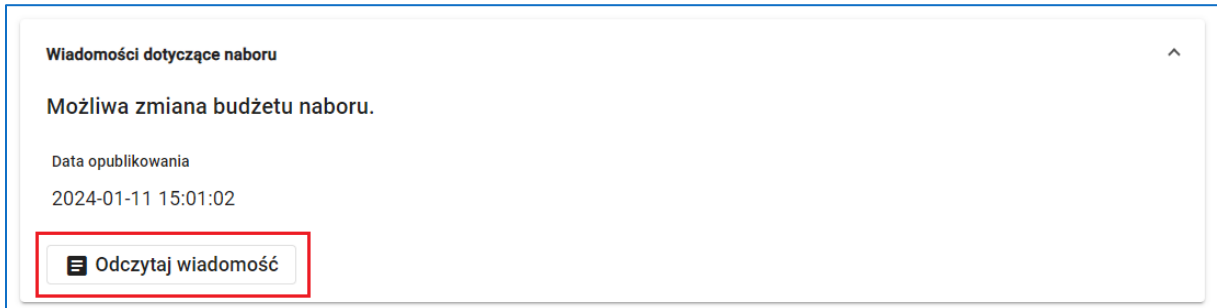 Wiadomości dotyczące naboru
Możliwa zmiana budżetu naboru.
Data opublikowania
2024-01-11 15:01:02
Odczytaj wiadomość